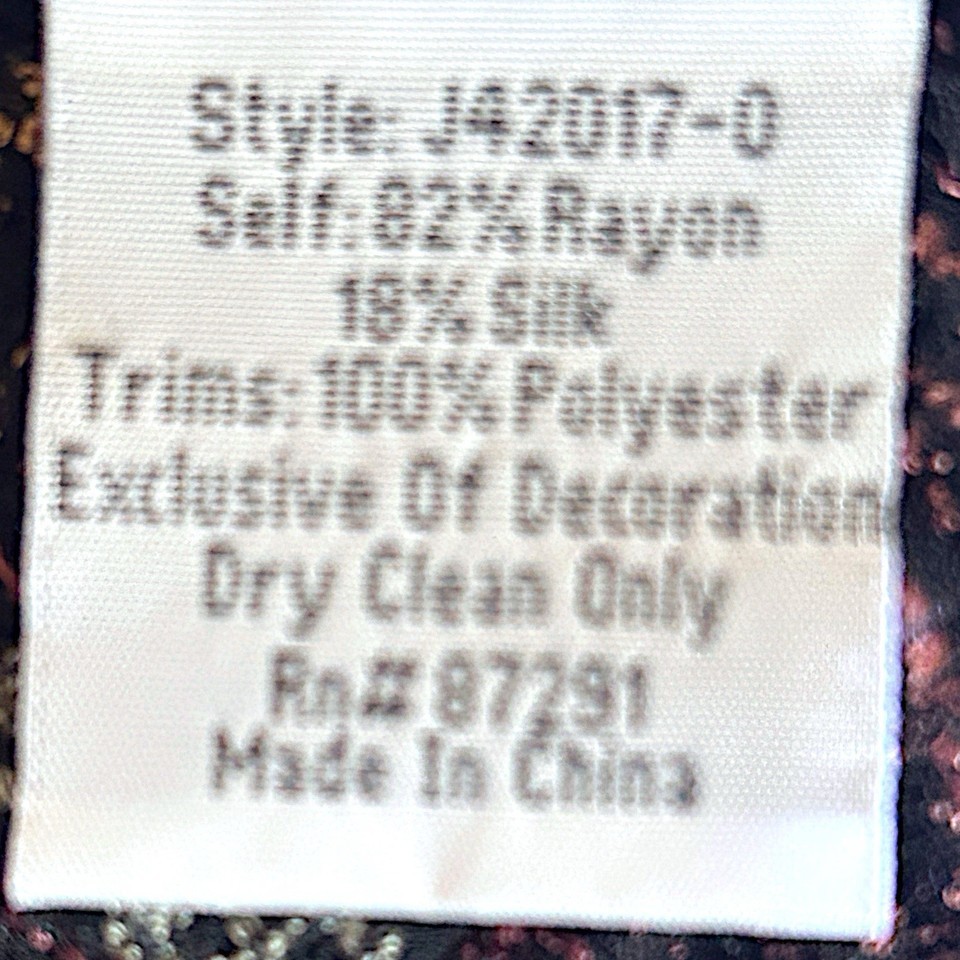 Style: J42017-0
Self: 82% Rayon
18% Silk
Trims: 100% Polyester
Exclusive Of Decoration
Dry Clean Only
Rn# 87291
Made In China